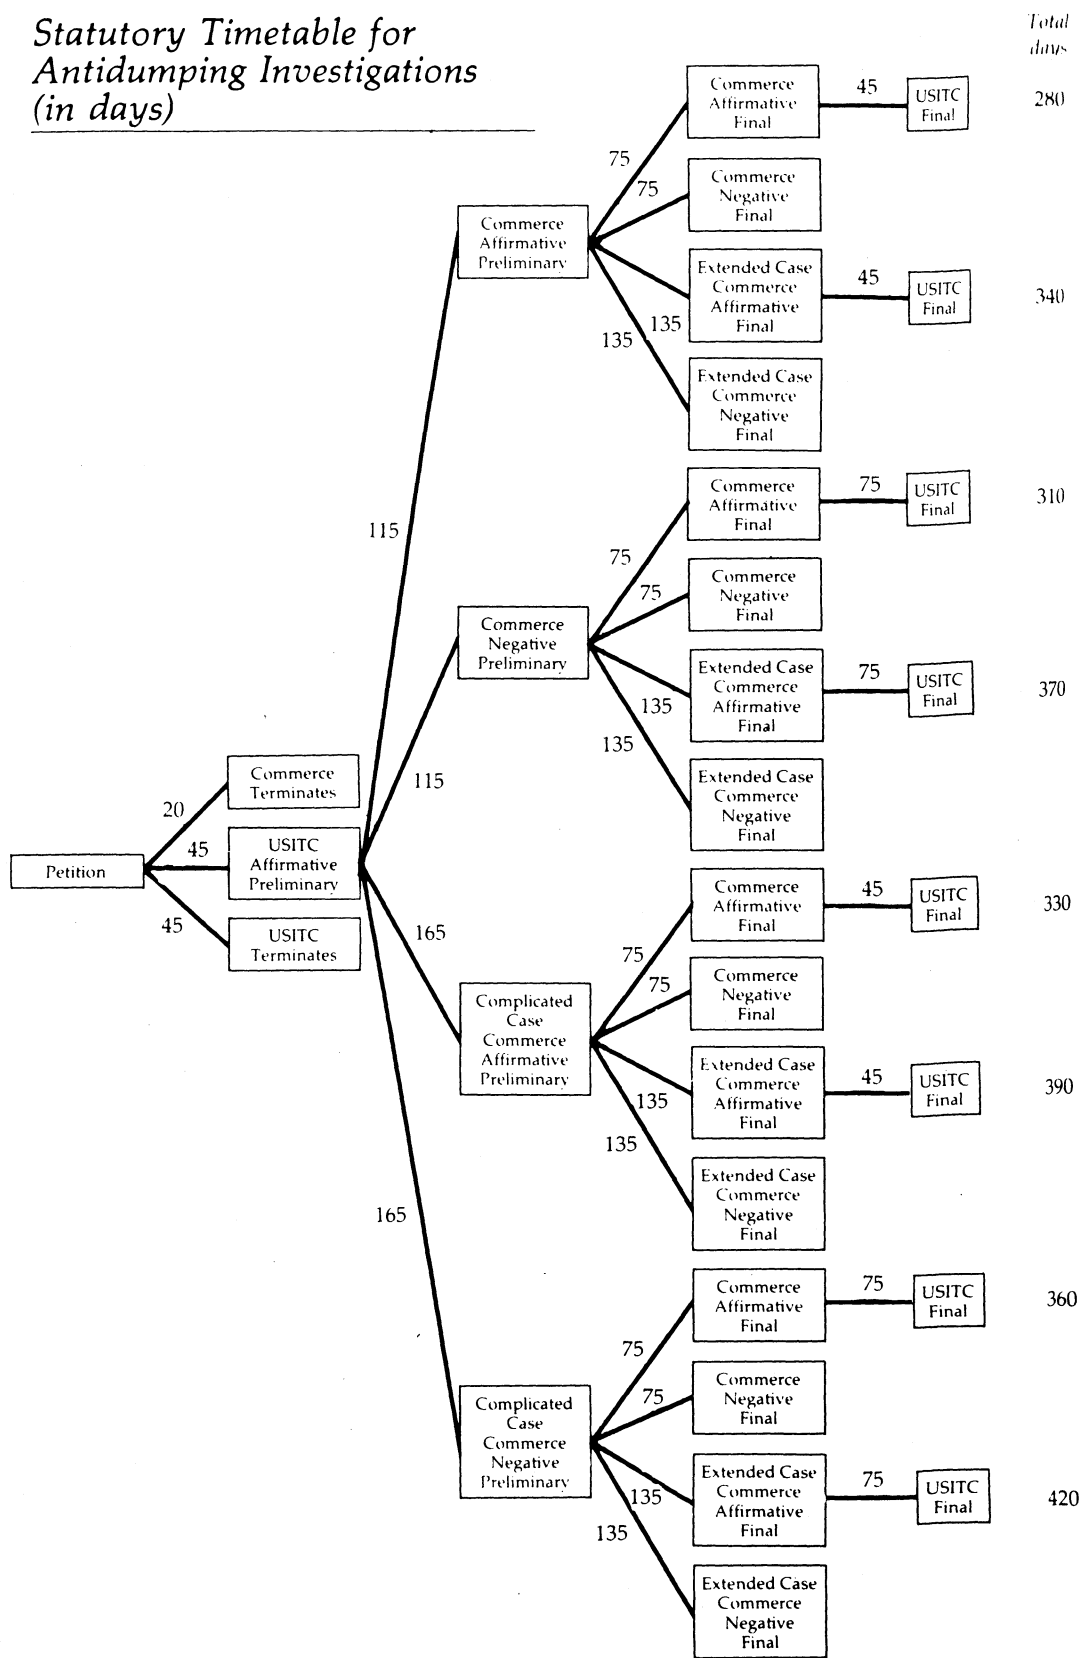 Statutory Timetable for
Antidumping Investigations
(in days)
Total
days
Petition
20
45
45
Commerce
Terminates
USITC
Affirmative
Preliminary
USITC
Terminates
115
115
165
165
Commerce
Affirmative
Preliminary
75
75
135
135
Commerce
Affirmative
Final
45
USITC
Final
280
Commerce
Negative
Final
Extended Case
Commerce
Affirmative
Final
45
USITC
Final
340
Extended Case
Commerce
Negative
Final
Commerce
Negative
Preliminary
75
75
135
135
Commerce
Affirmative
Final
75
USITC
Final
310
Commerce
Negative
Final
Extended Case
Commerce
Affirmative
Final
75
USITC
Final
370
Extended Case
Commerce
Negative
Final
Complicated
Case
Commerce
Affirmative
Preliminary
75
75
135
135
Commerce
Affirmative
Final
45
USITC
Final
330
Commerce
Negative
Final
Extended Case
Commerce
Affirmative
Final
45
USITC
Final
390
Extended Case
Commerce
Negative
Final
Complicated
Case
Commerce
Negative
Preliminary
75
75
135
135
Commerce
Affirmative
Final
75
USITC
Final
360
Commerce
Negative
Final
Extended Case
Commerce
Affirmative
Final
75
USITC
Final
420
Extended Case
Commerce
Negative
Final